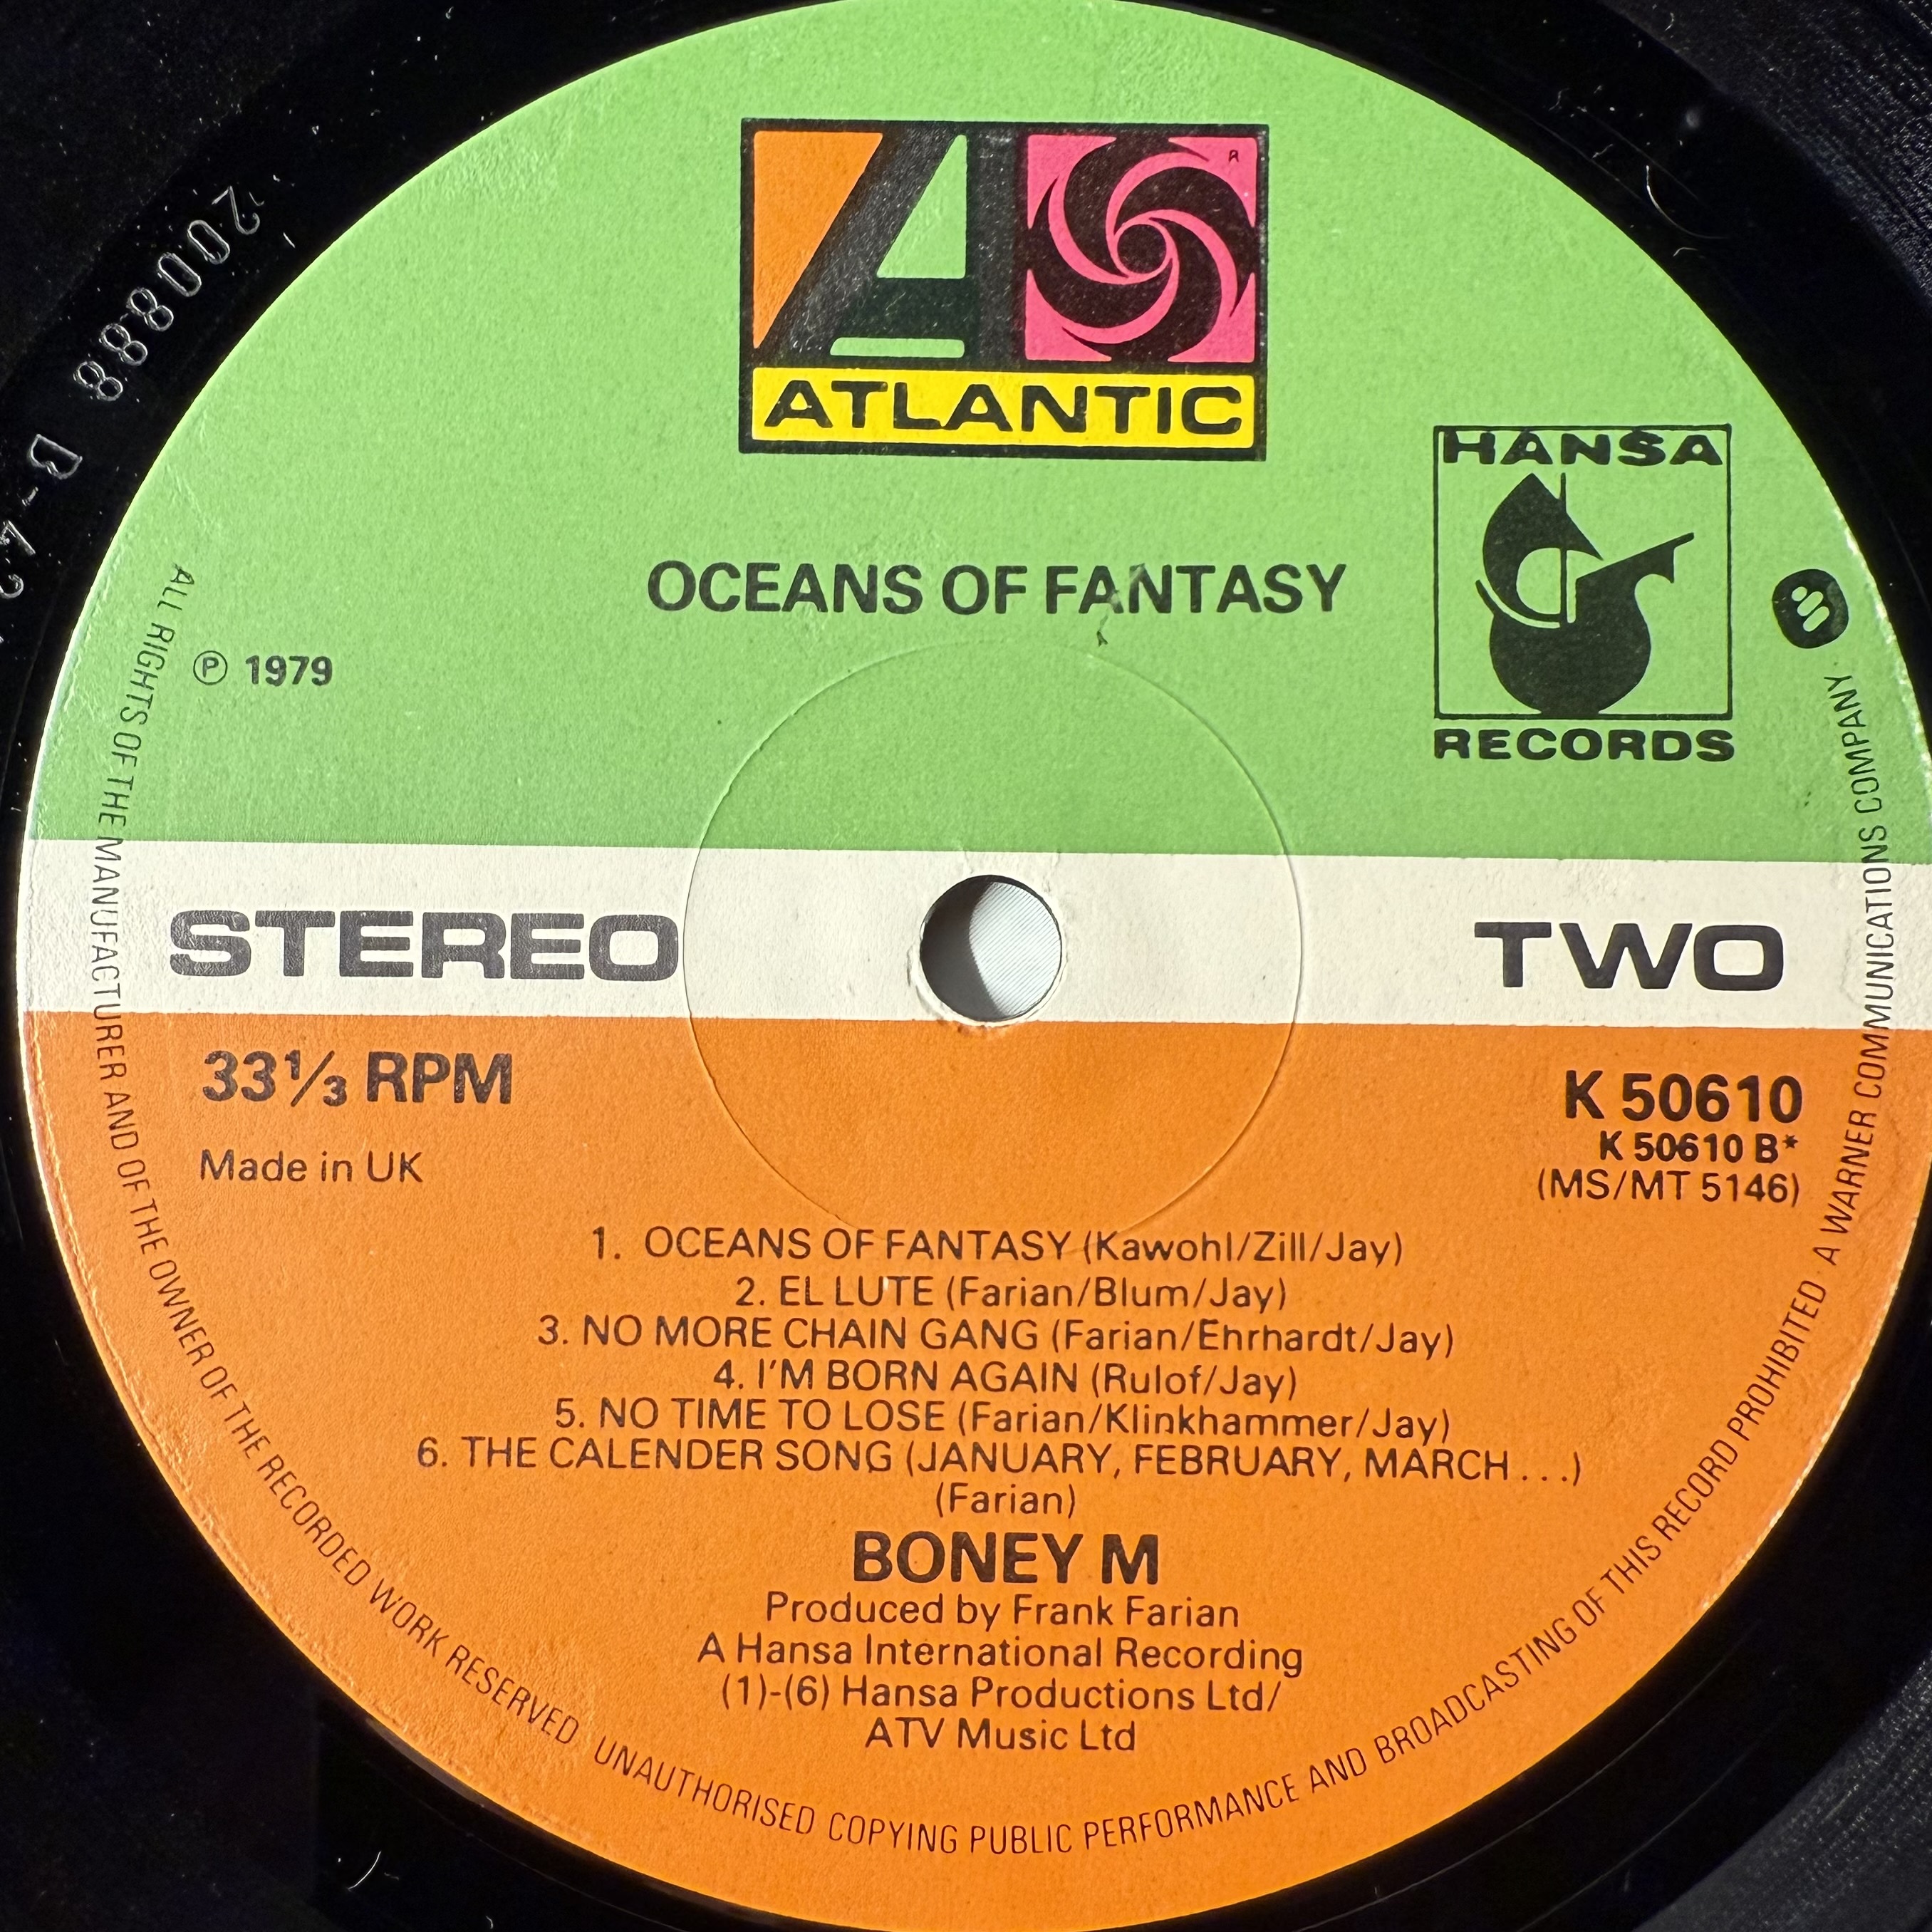 ATLANTIC
R
HANSA
RECORDS
OCEANS OF FANTASY
℗ 1979
STEREO
TWO
33⅓ RPM
Made in UK
K 50610
K 50610 B*
(MS/MT 5146)
1. OCEANS OF FANTASY (Kawohl/Zill/Jay)
2. EL LUTE (Farian/Blum/Jay)
3. NO MORE CHAIN GANG (Farian/Ehrhardt/Jay)
4. I'M BORN AGAIN (Rulof/Jay)
5. NO TIME TO LOSE (Farian/Klinkhammer/Jay)
6. THE CALENDER SONG (JANUARY, FEBRUARY, MARCH . . .)
(Farian)
BONEY M
Produced by Frank Farian
A Hansa International Recording
(1)-(6) Hansa Productions Ltd/
ATV Music Ltd
ALL RIGHTS OF THE MANUFACTURER AND OF THE OWNER OF THE RECORDED WORK RESERVED UNAUTHORISED COPYING PUBLIC PERFORMANCE AND BROADCASTING OF THIS RECORD PROHIBITED · A WARNER COMMUNICATIONS COMPANY
200888 B-